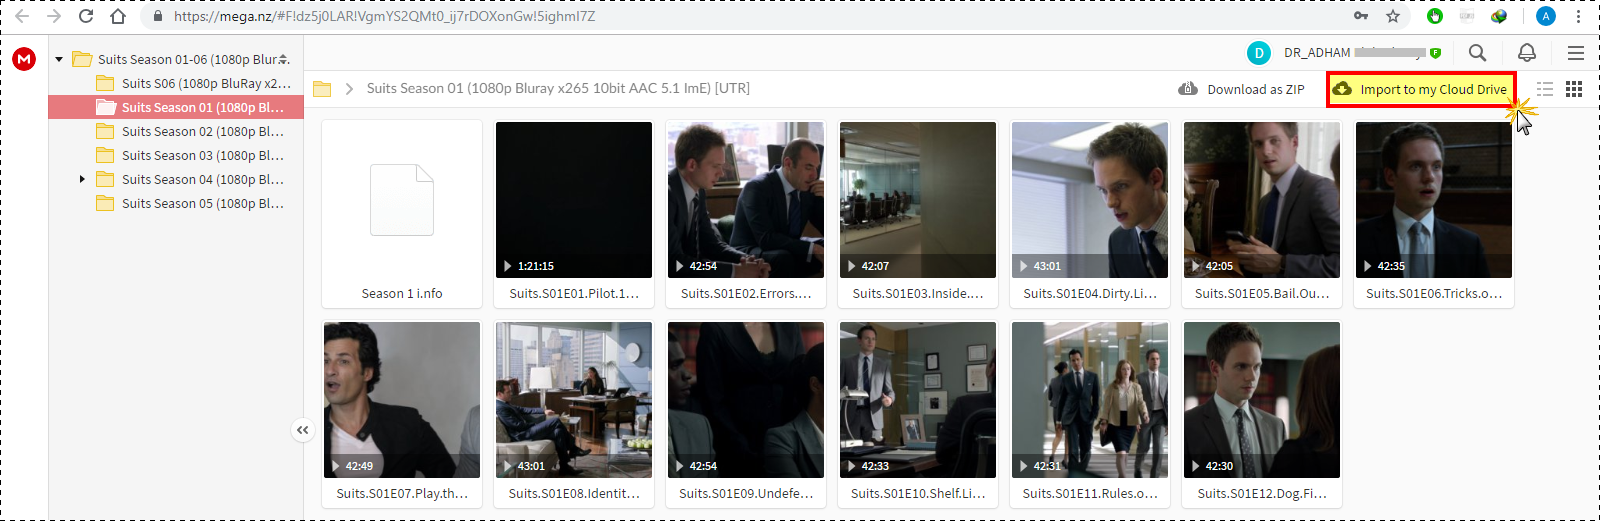 https://mega.nz/#F!dz5j0LAR!VgmYS2QMt0_ij7rDOXonGw!5ighmI7Z
A
M
Suits Season 01-06 (1080p Blur...
Suits S06 (1080p BluRay x2...
Suits Season 01 (1080p Bl...
Suits Season 02 (1080p Bl...
Suits Season 03 (1080p Bl...
Suits Season 04 (1080p Bl...
Suits Season 05 (1080p Bl...
D DR_ADHAM
Suits Season 01 (1080p Bluray x265 10bit AAC 5.1 ImE) [UTR]
Download as ZIP
Import to my Cloud Drive
1:21:15
42:54
42:07
43:01
42:05
42:35
Season 1 i.nfo
Suits.S01E01.Pilot.1...
Suits.S01E02.Errors....
Suits.S01E03.Inside....
Suits.S01E04.Dirty.Li...
Suits.S01E05.Bail.Ou...
Suits.S01E06.Tricks.o...
42:49
43:01
42:54
42:33
42:31
42:30
Suits.S01E07.Play.th...
Suits.S01E08.Identit...
Suits.S01E09.Undefe...
Suits.S01E10.Shelf.Li...
Suits.S01E11.Rules.o...
Suits.S01E12.Dog.Fi...